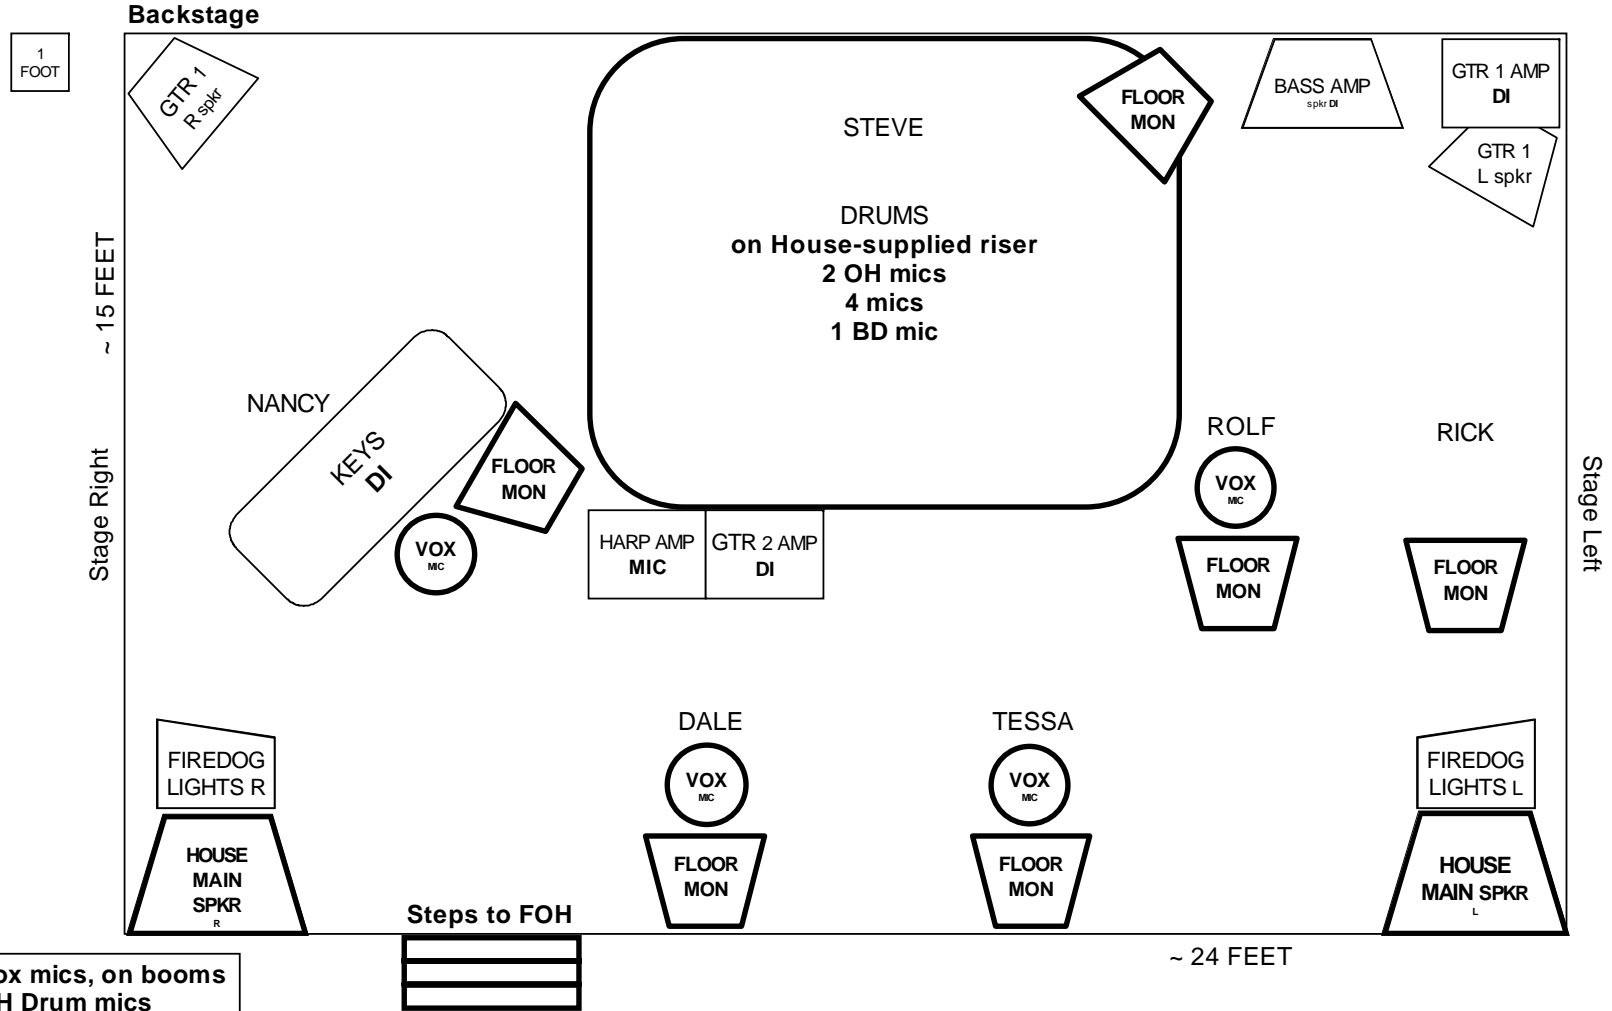 Backstage
1
FOOT
GTR 1
R spkr
STEVE
FLOOR
MON
BASS AMP
spkr DI
GTR 1 AMP
DI
GTR 1
L spkr
DRUMS
on House-supplied riser
2 OH mics
4 mics
1 BD mic
~ 15 FEET
Stage Right
NANCY
KEYS
DI
FLOOR
MON
VOX
MIC
HARP AMP
MIC
GTR 2 AMP
DI
ROLF
VOX
MIC
FLOOR
MON
RICK
FLOOR
MON
Stage Left
DALE
VOX
MIC
FLOOR
MON
TESSA
VOX
MIC
FLOOR
MON
FIREDOG
LIGHTS R
HOUSE
MAIN
SPKR
R
FIREDOG
LIGHTS L
HOUSE
MAIN SPKR
L
Steps to FOH
~ 24 FEET
ox mics, on booms
H Drum mics